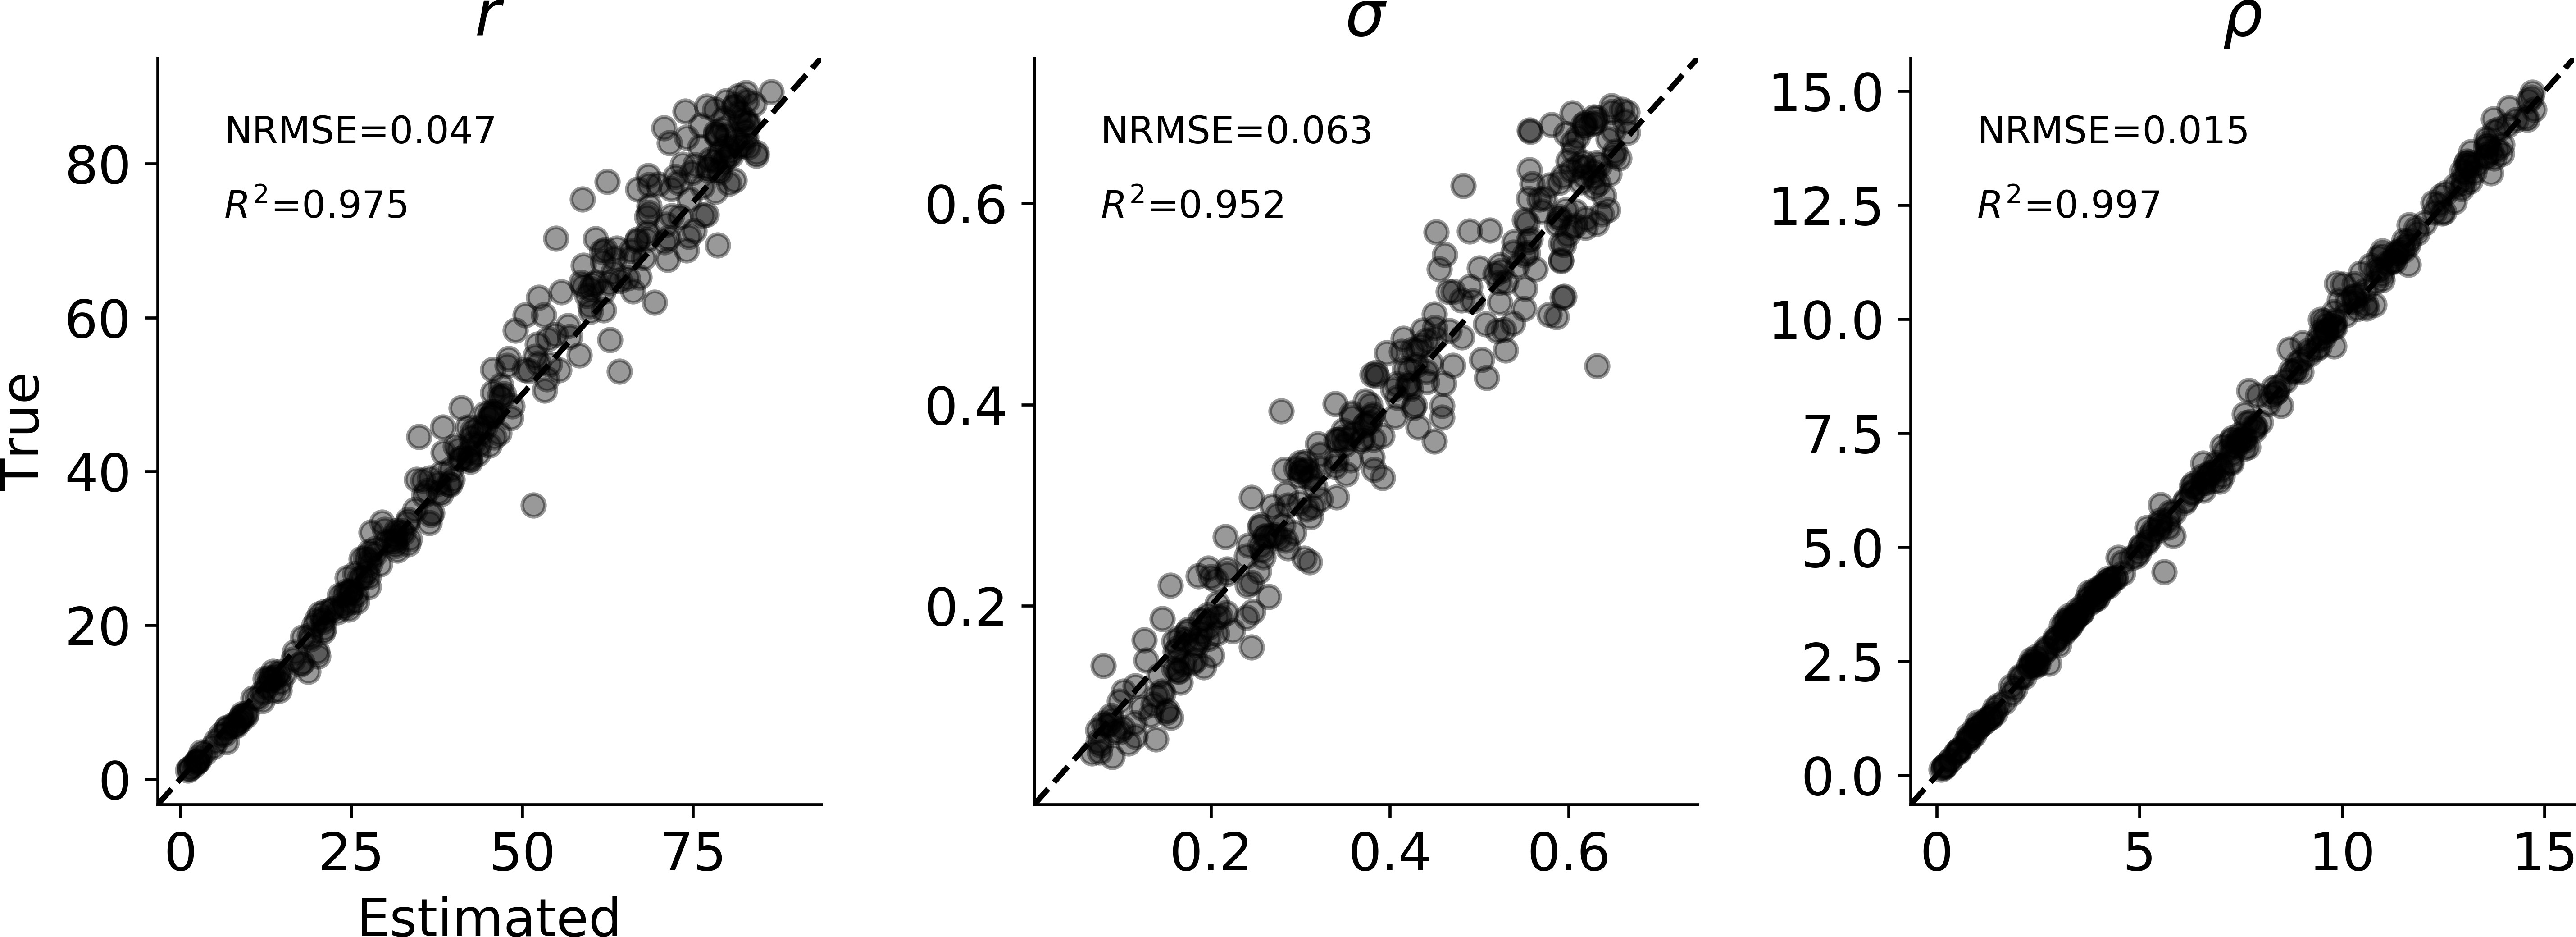 r
NRMSE=0.047
R²=0.975
80
60
40
20
0
True
0 25 50 75
Estimated
σ
NRMSE=0.063
R²=0.952
0.6
0.4
0.2
0.2 0.4 0.6
ρ
NRMSE=0.015
R²=0.997
15.0
12.5
10.0
7.5
5.0
2.5
0.0
0 5 10 15